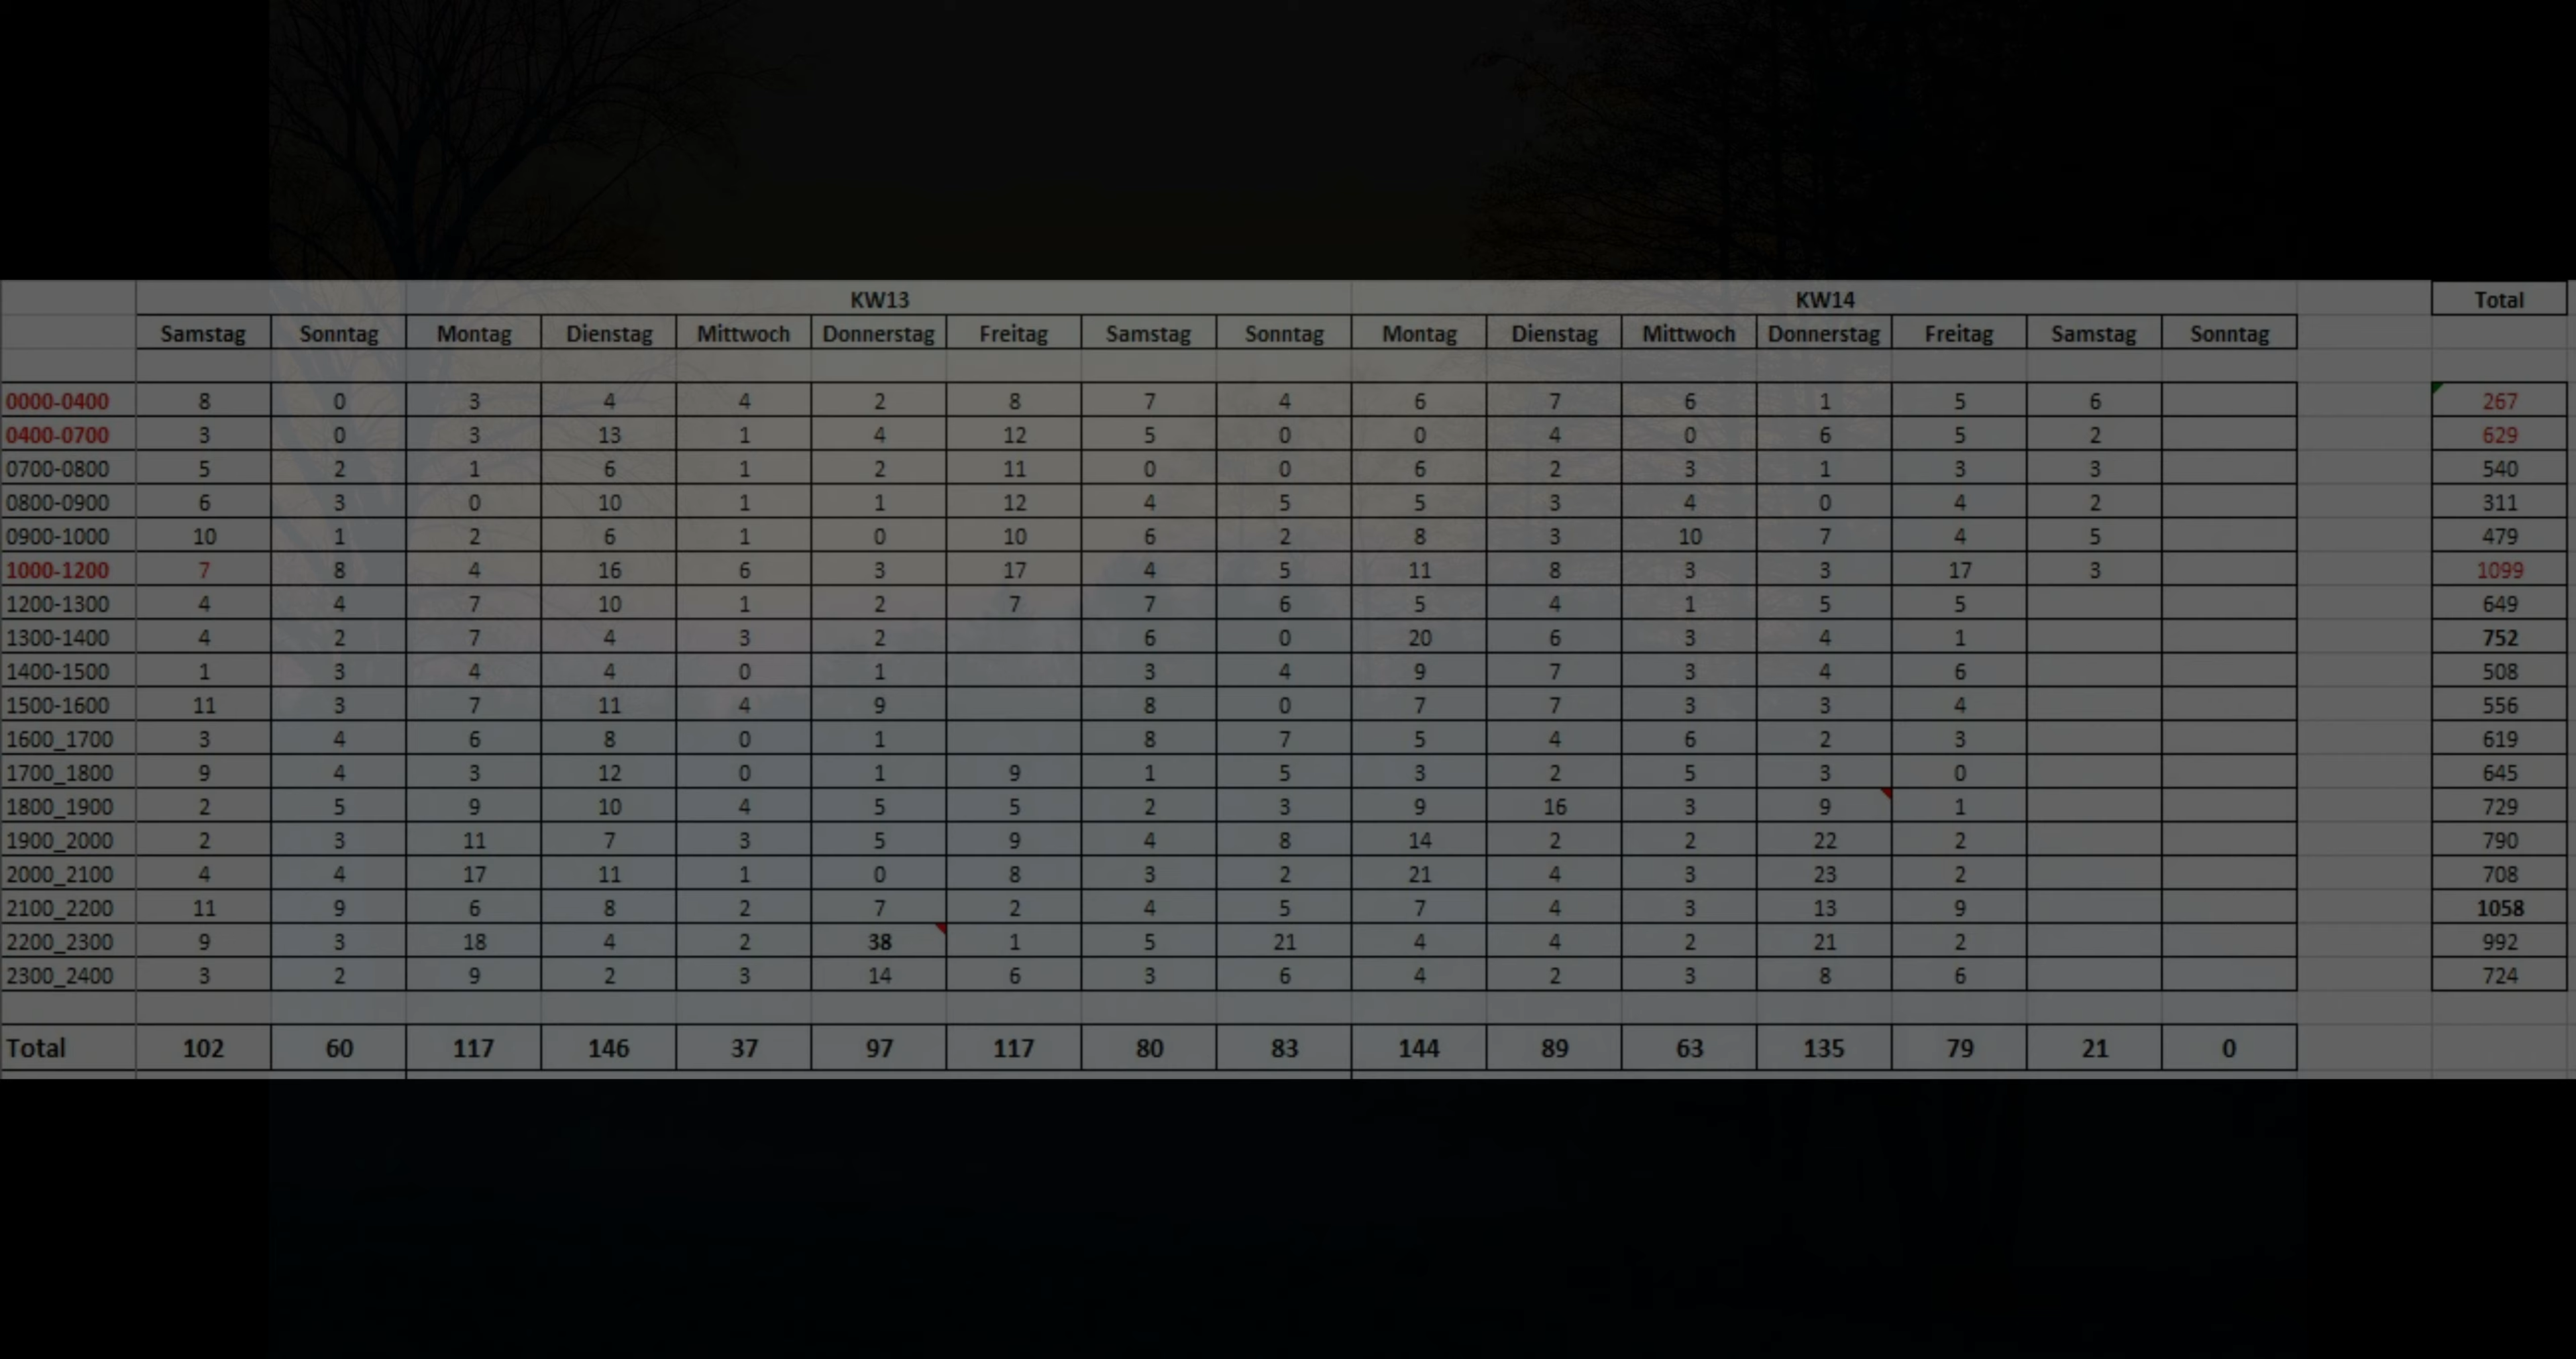 KW13 KW14 Total
Samstag Sonntag Montag Dienstag Mittwoch Donnerstag Freitag Samstag Sonntag Montag Dienstag Mittwoch Donnerstag Freitag Samstag Sonntag
0000-0400 8 0 3 4 4 2 8 7 4 6 7 6 1 5 6 267
0400-0700 3 0 3 13 1 4 12 5 0 0 4 0 6 5 2 629
0700-0800 5 2 1 6 1 2 11 0 0 6 2 3 1 3 3 540
0800-0900 6 3 0 10 1 1 12 4 5 5 3 4 0 4 2 311
0900-1000 10 1 2 6 1 0 10 6 2 8 3 10 7 4 5 479
1000-1200 7 8 4 16 6 3 17 4 5 11 8 3 3 17 3 1099
1200-1300 4 4 7 10 1 2 7 7 6 5 4 1 5 5 649
1300-1400 4 2 7 4 3 2 6 0 20 6 3 4 1 752
1400-1500 1 3 4 4 0 1 3 4 9 7 3 4 6 508
1500-1600 11 3 7 11 4 9 8 0 7 7 3 3 4 556
1600_1700 3 4 6 8 0 1 8 7 5 4 6 2 3 619
1700_1800 9 4 3 12 0 1 9 1 5 3 2 5 3 0 645
1800_1900 2 5 9 10 4 5 5 2 3 9 16 3 9 1 729
1900_2000 2 3 11 7 3 5 9 4 8 14 2 2 22 2 790
2000_2100 4 4 17 11 1 0 8 3 2 21 4 3 23 2 708
2100_2200 11 9 6 8 2 7 2 4 5 7 4 3 13 9 1058
2200_2300 9 3 18 4 2 38 1 5 21 4 4 2 21 2 992
2300_2400 3 2 9 2 3 14 6 3 6 4 2 3 8 6 724
Total 102 60 117 146 37 97 117 80 83 144 89 63 135 79 21 0